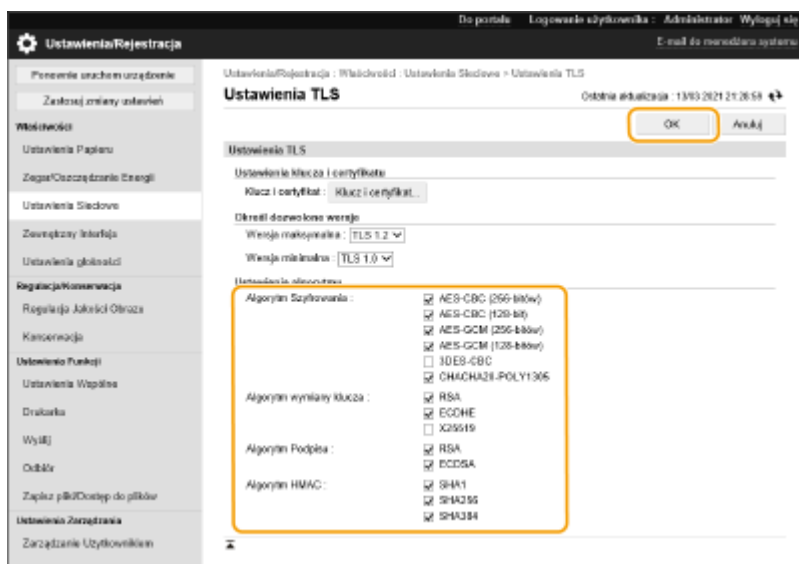 Do portalu Logowanie użytkownika : Administrator Wyloguj się
Ustawienia/Rejestracja
E-mail do menedżera systemu
Ponownie uruchom urządzenie
Zastosuj zmiany ustawień
Właściwości
Ustawienia Papieru
Zegar/Oszczędzanie Energii
Ustawienia Sieciowe
Zewnętrzny Interfejs
Ustawienia głośności
Regulacja/Konserwacja
Regulacja Jakości Obrazu
Konserwacja
Ustawienia Funkcji
Ustawienia Wspólne
Drukarka
Wyślij
Odbiór
Zapisz plik/Dostęp do plików
Ustawienia Zarządzania
Zarządzanie Użytkownikiem
Ustawienia/Rejestracja : Właściwości : Ustawienia Sieciowe > Ustawienia TLS
Ustawienia TLS
Ostatnia aktualizacja : 13/03 2021 21:28:59
OK Anuluj
Ustawienia TLS
Ustawienia klucza i certyfikatu
Klucz i certyfikat : Klucz i certyfikat...
Określ dozwolone wersje
Wersja maksymalna : TLS 1.2
Wersja minimalna : TLS 1.0
Ustawienia algorytmu
Algorytm Szyfrowania : AES-CBC (256-bitów)
AES-CBC (128-bit)
AES-GCM (256-bitów)
AES-GCM (128-bitów)
3DES-CBC
CHACHA20-POLY1305
Algorytm wymiany klucza : RSA
ECDHE
X25519
Algorytm Podpisu : RSA
ECDSA
Algorytm HMAC : SHA1
SHA256
SHA384